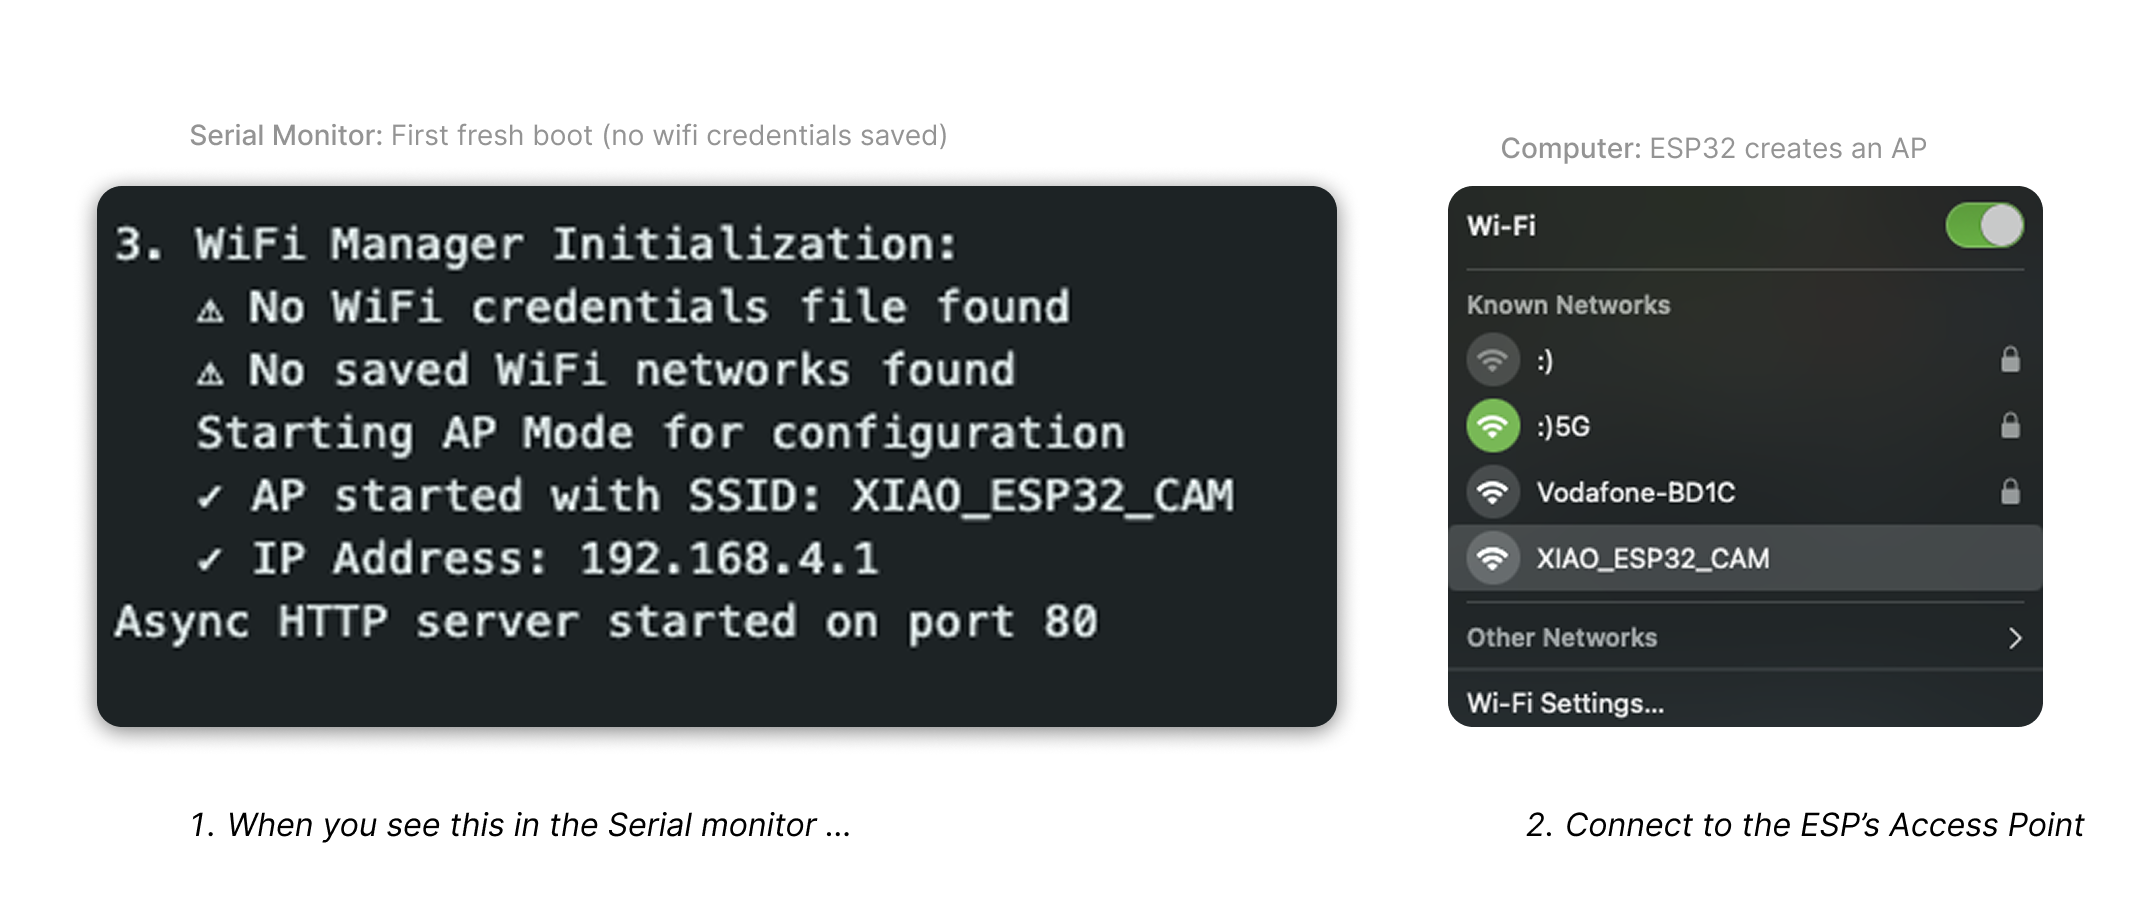 Serial Monitor: First fresh boot (no wifi credentials saved)
3. WiFi Manager Initialization:
⚠ No WiFi credentials file found
⚠ No saved WiFi networks found
Starting AP Mode for configuration
✓ AP started with SSID: XIAO_ESP32_CAM
✓ IP Address: 192.168.4.1
Async HTTP server started on port 80
1. When you see this in the Serial monitor ...
Computer: ESP32 creates an AP
Wi-Fi
Known Networks
:)
:)5G
Vodafone-BD1C
XIAO_ESP32_CAM
Other Networks
Wi-Fi Settings...
2. Connect to the ESP’s Access Point